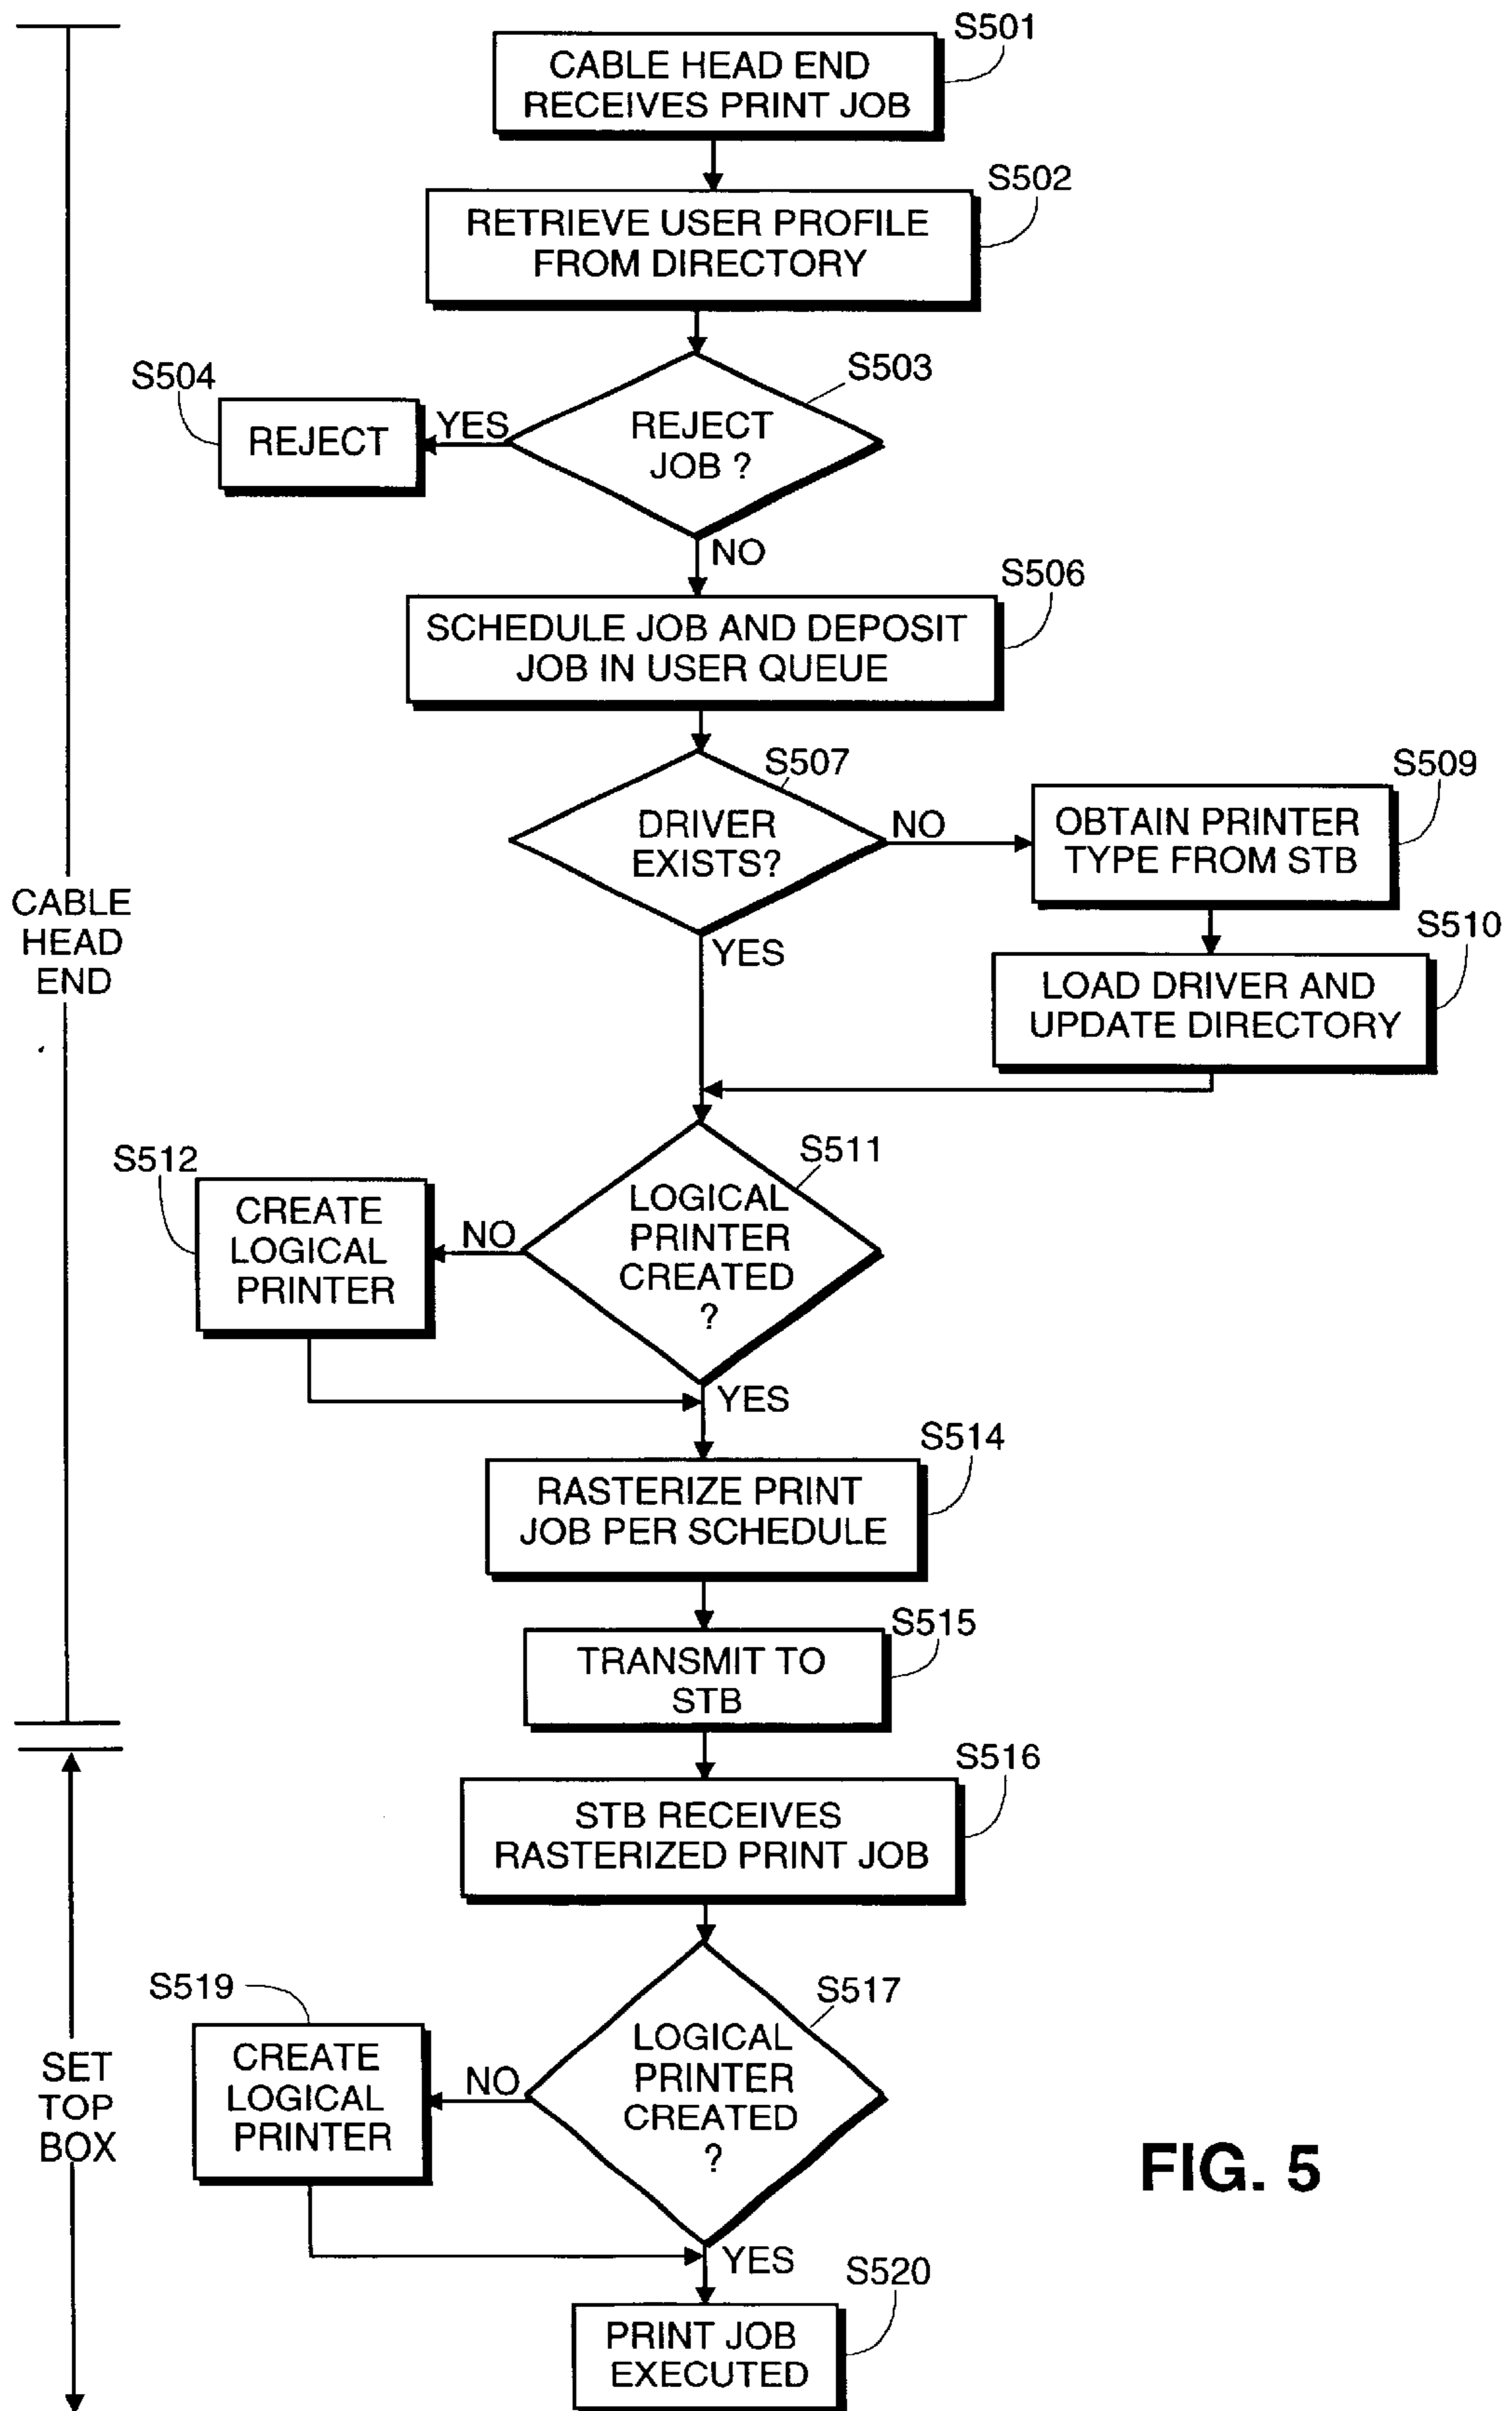 S501
CABLE HEAD END
RECEIVES PRINT JOB
S502
RETRIEVE USER PROFILE
FROM DIRECTORY
S503
S504
REJECT
YES
REJECT
JOB ?
NO
S506
SCHEDULE JOB AND DEPOSIT
JOB IN USER QUEUE
S507
DRIVER
EXISTS?
NO
S509
OBTAIN PRINTER
TYPE FROM STB
YES
S510
LOAD DRIVER AND
UPDATE DIRECTORY
CABLE
HEAD
END
S511
S512
CREATE
LOGICAL
PRINTER
NO
LOGICAL
PRINTER
CREATED
?
YES
S514
RASTERIZE PRINT
JOB PER SCHEDULE
S515
TRANSMIT TO
STB
S516
STB RECEIVES
RASTERIZED PRINT JOB
S517
S519
CREATE
LOGICAL
PRINTER
NO
LOGICAL
PRINTER
CREATED
?
YES
SET
TOP
BOX
S520
PRINT JOB
EXECUTED
FIG. 5